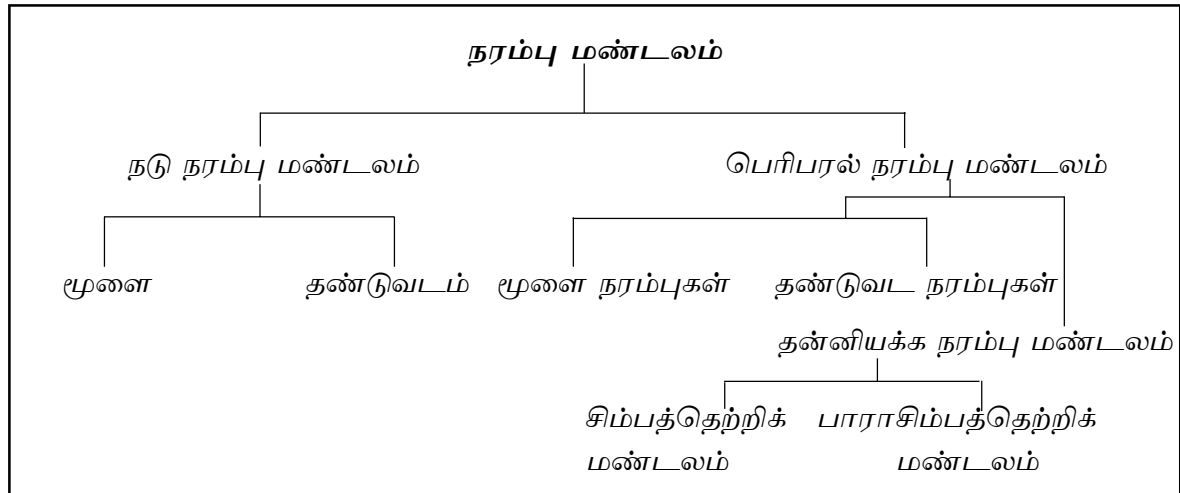 நரம்பு மண்டலம்
நடு நரம்பு மண்டலம் பெரிபரல் நரம்பு மண்டலம்
மூளை தண்டுவடம் மூளை நரம்புகள் தண்டுவட நரம்புகள்
தன்னியக்க நரம்பு மண்டலம்
சிம்பத்தெற்றிக் பாராசிம்பத்தெற்றிக்
மண்டலம் மண்டலம்